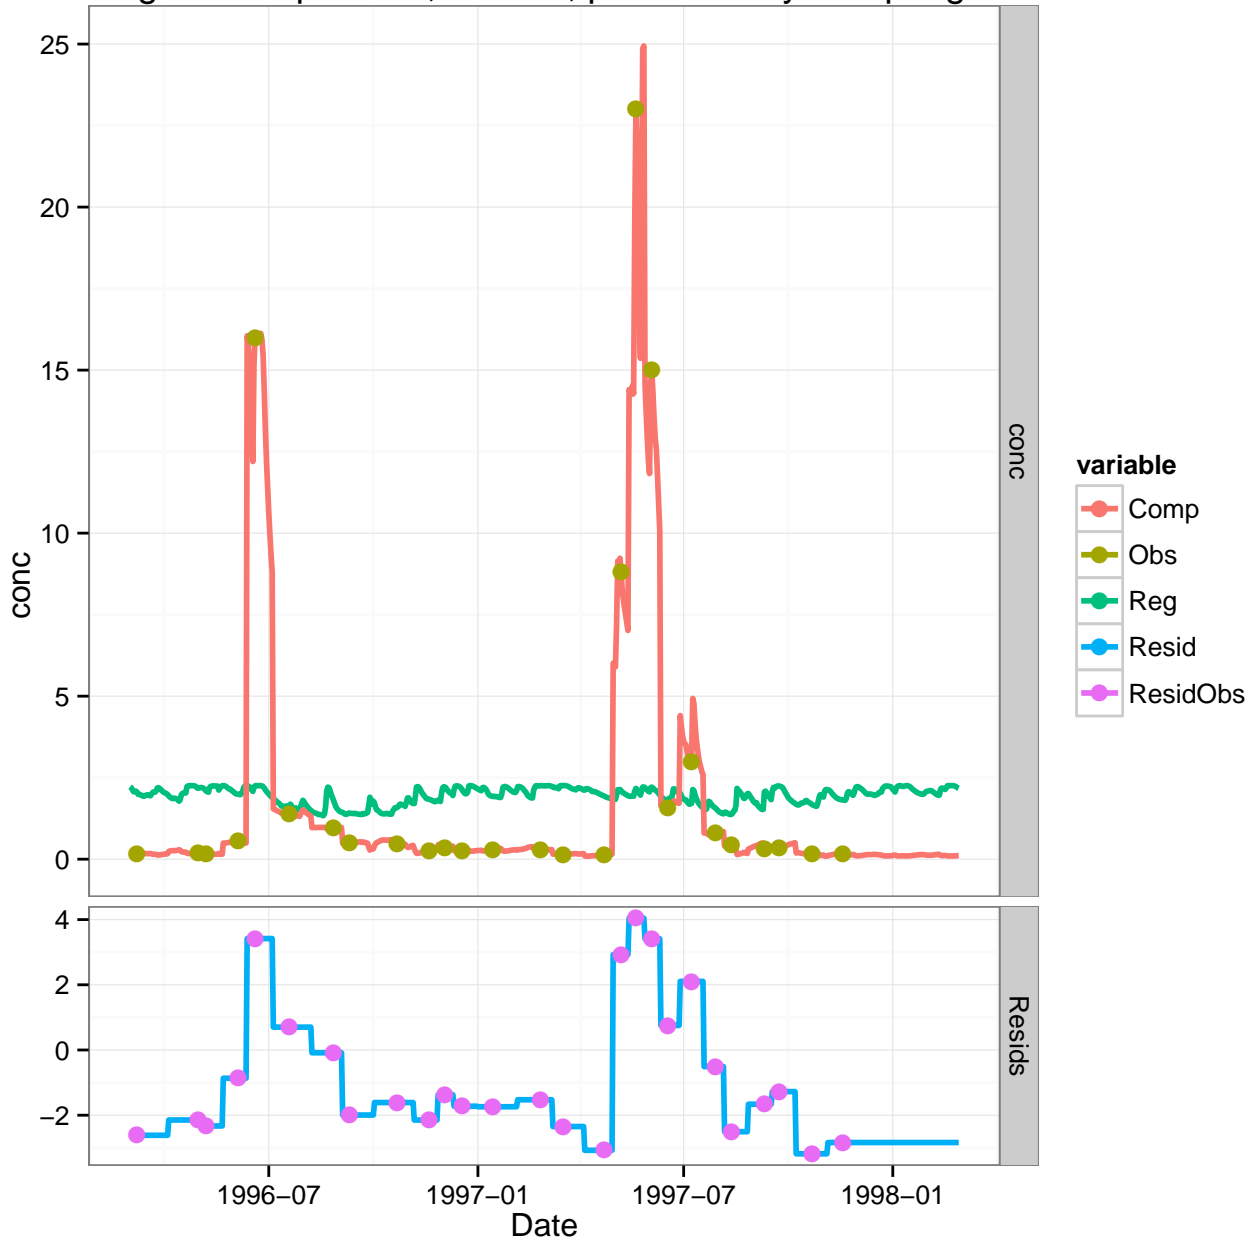 25
20
15
10
5
0
conc
conc
4
2
0
−2
Resids
1996−07
1997−01
1997−07
1998−01
Date
variable
Comp
Obs
Reg
Resid
ResidObs